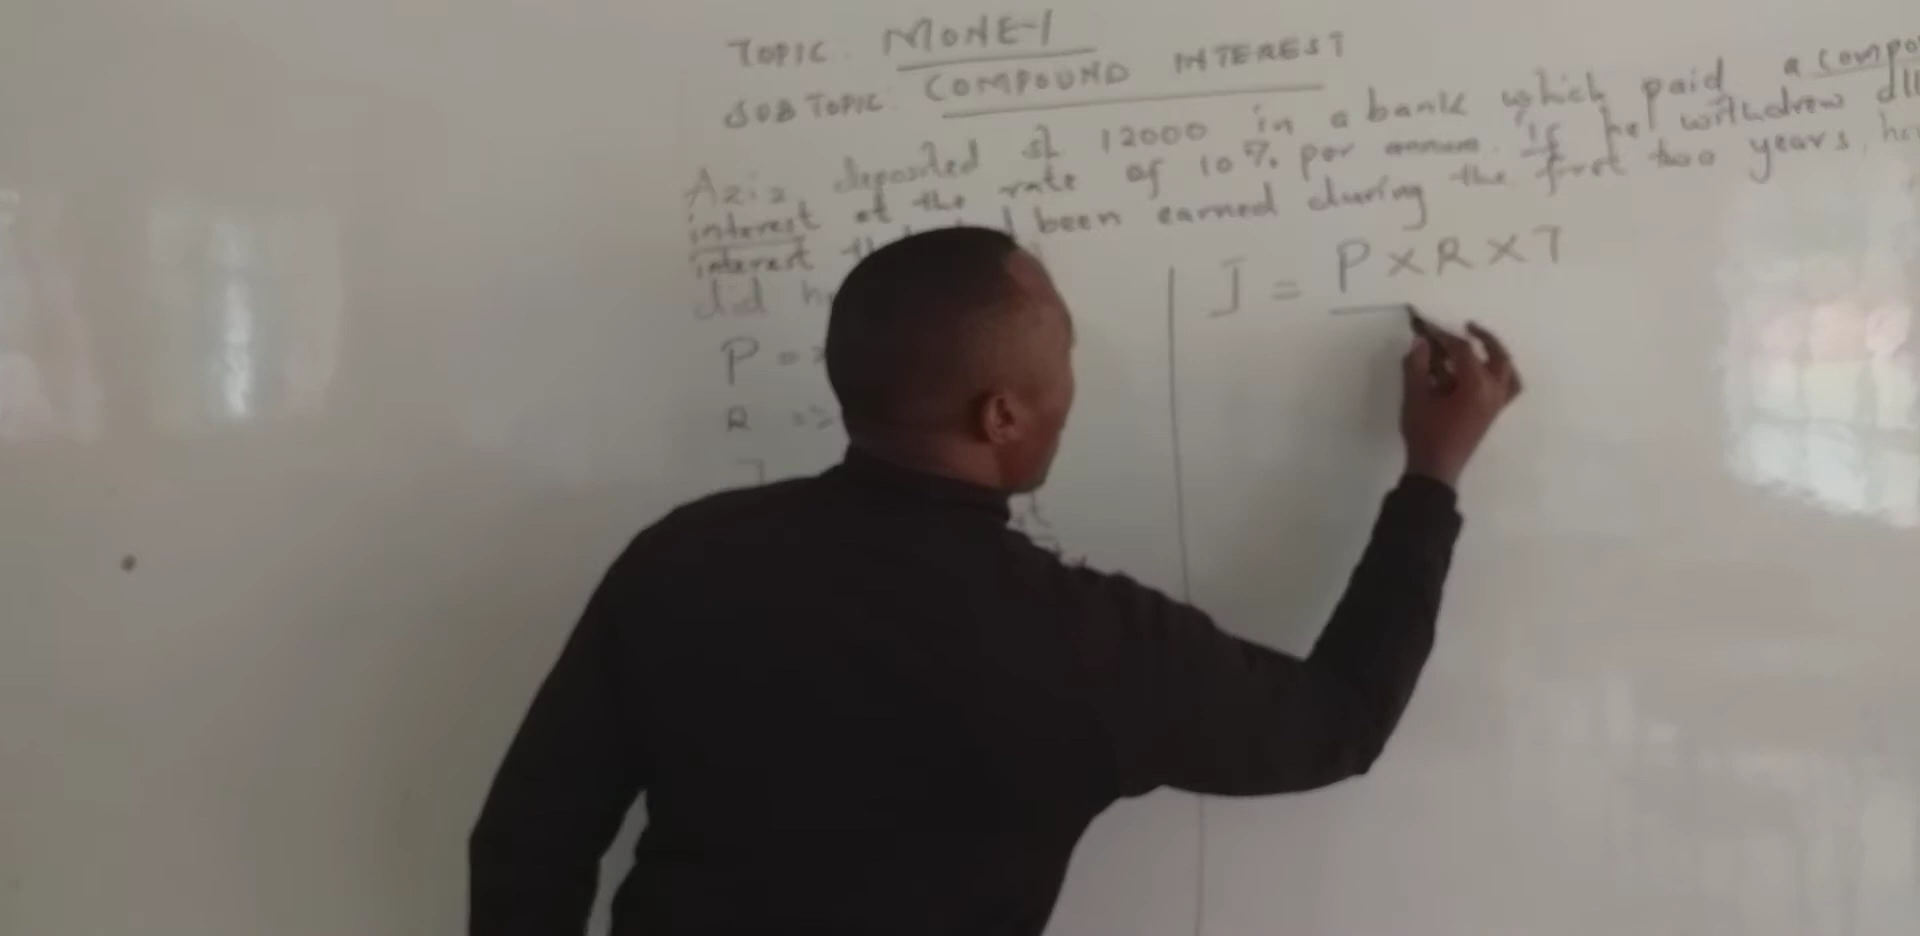 TOPIC: MONEY
SUB TOPIC: COMPOUND INTEREST
Aziz deposited sh 12000 in a bank which paid a compo
interest at the rate of 10% per annum. If he withdrew all
interest been earned during the first two years,
did
P =
R =>
I = P X R X T